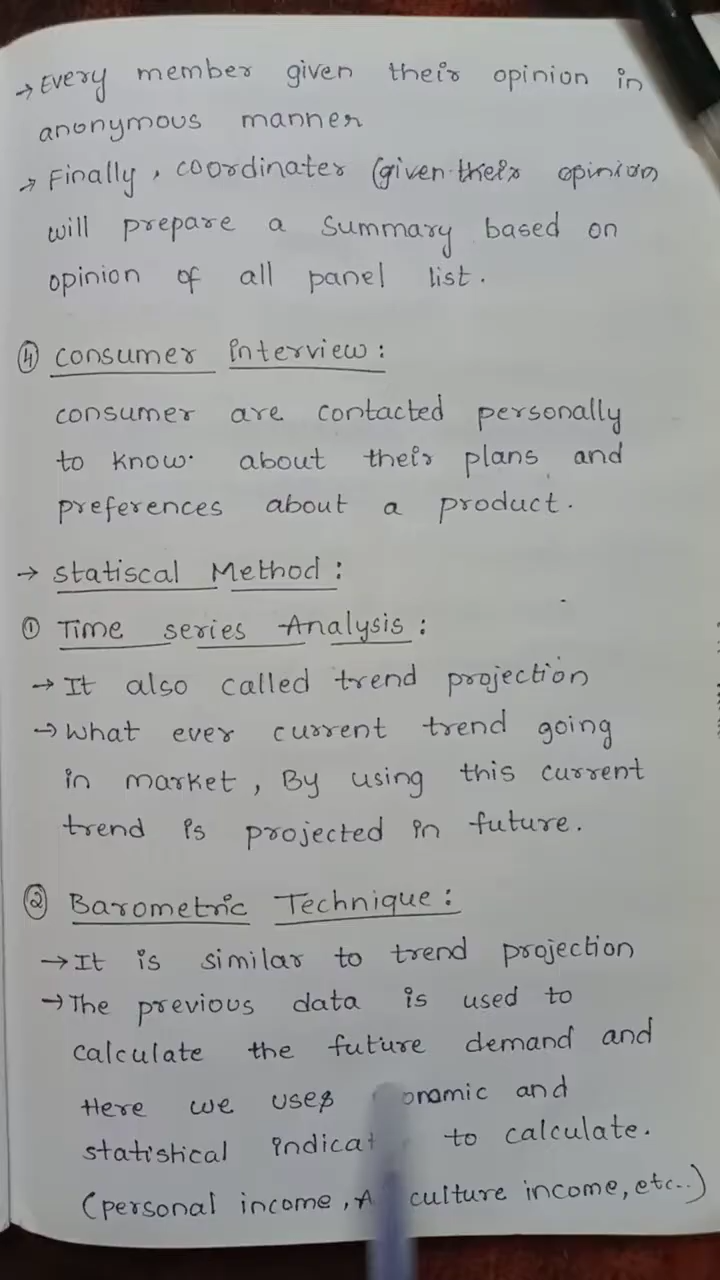 → Every member given their opinion in
anonymous manner
→ Finally, coordinater (given their opinion
will prepare a summary based on
opinion of all panel list.
④ consumer interview:
consumer are contacted personally
to know. about their plans and
preferences about a product.
→ statiscal Method:
① Time series Analysis:
→ It also called trend projection
→ What ever current trend going
in market, By using this current
trend is projected in future.
② Barometric Technique:
→ It is similar to trend projection
→ The previous data is used to
calculate the future demand and
Here we uses onomic and
statistical indicat to calculate.
(personal income, A culture income, etc..)